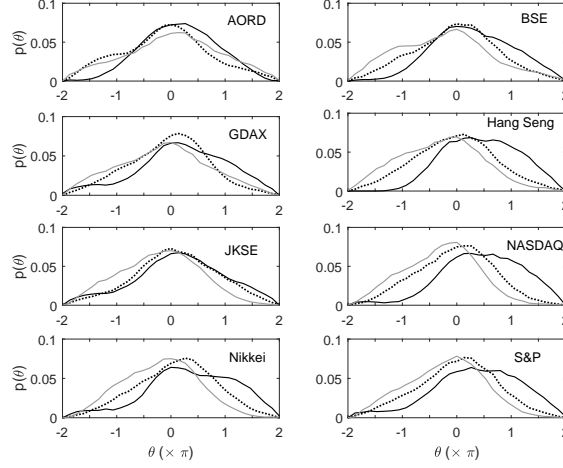 0.1
0.05
0
p(θ)
AORD
-2 -1 0 1 2
0.1
0.05
0
BSE
-2 -1 0 1 2
0.1
0.05
0
p(θ)
GDAX
-2 -1 0 1 2
0.1
0.05
0
Hang Seng
-2 -1 0 1 2
0.1
0.05
0
p(θ)
JKSE
-2 -1 0 1 2
0.1
0.05
0
NASDAQ
-2 -1 0 1 2
0.1
0.05
0
p(θ)
Nikkei
-2 -1 0 1 2
θ (× π)
0.1
0.05
0
S&P
-2 -1 0 1 2
θ (× π)